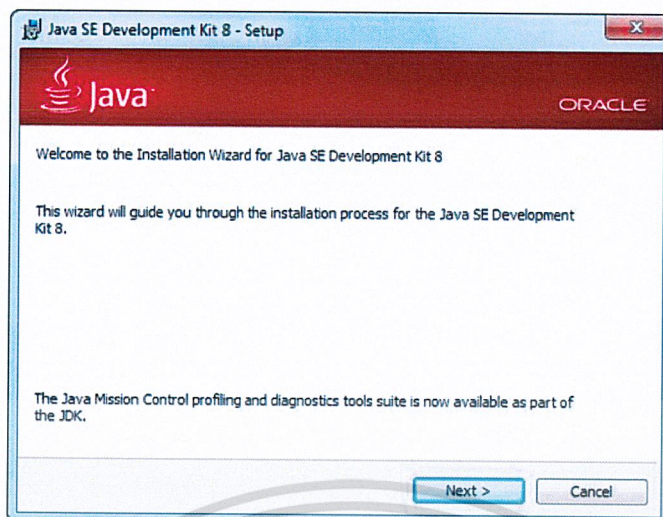 Java SE Development Kit 8 - Setup
Java
ORACLE
Welcome to the Installation Wizard for Java SE Development Kit 8
This wizard will guide you through the installation process for the Java SE Development
Kit 8.
The Java Mission Control profiling and diagnostics tools suite is now available as part of
the JDK.
Next >
Cancel